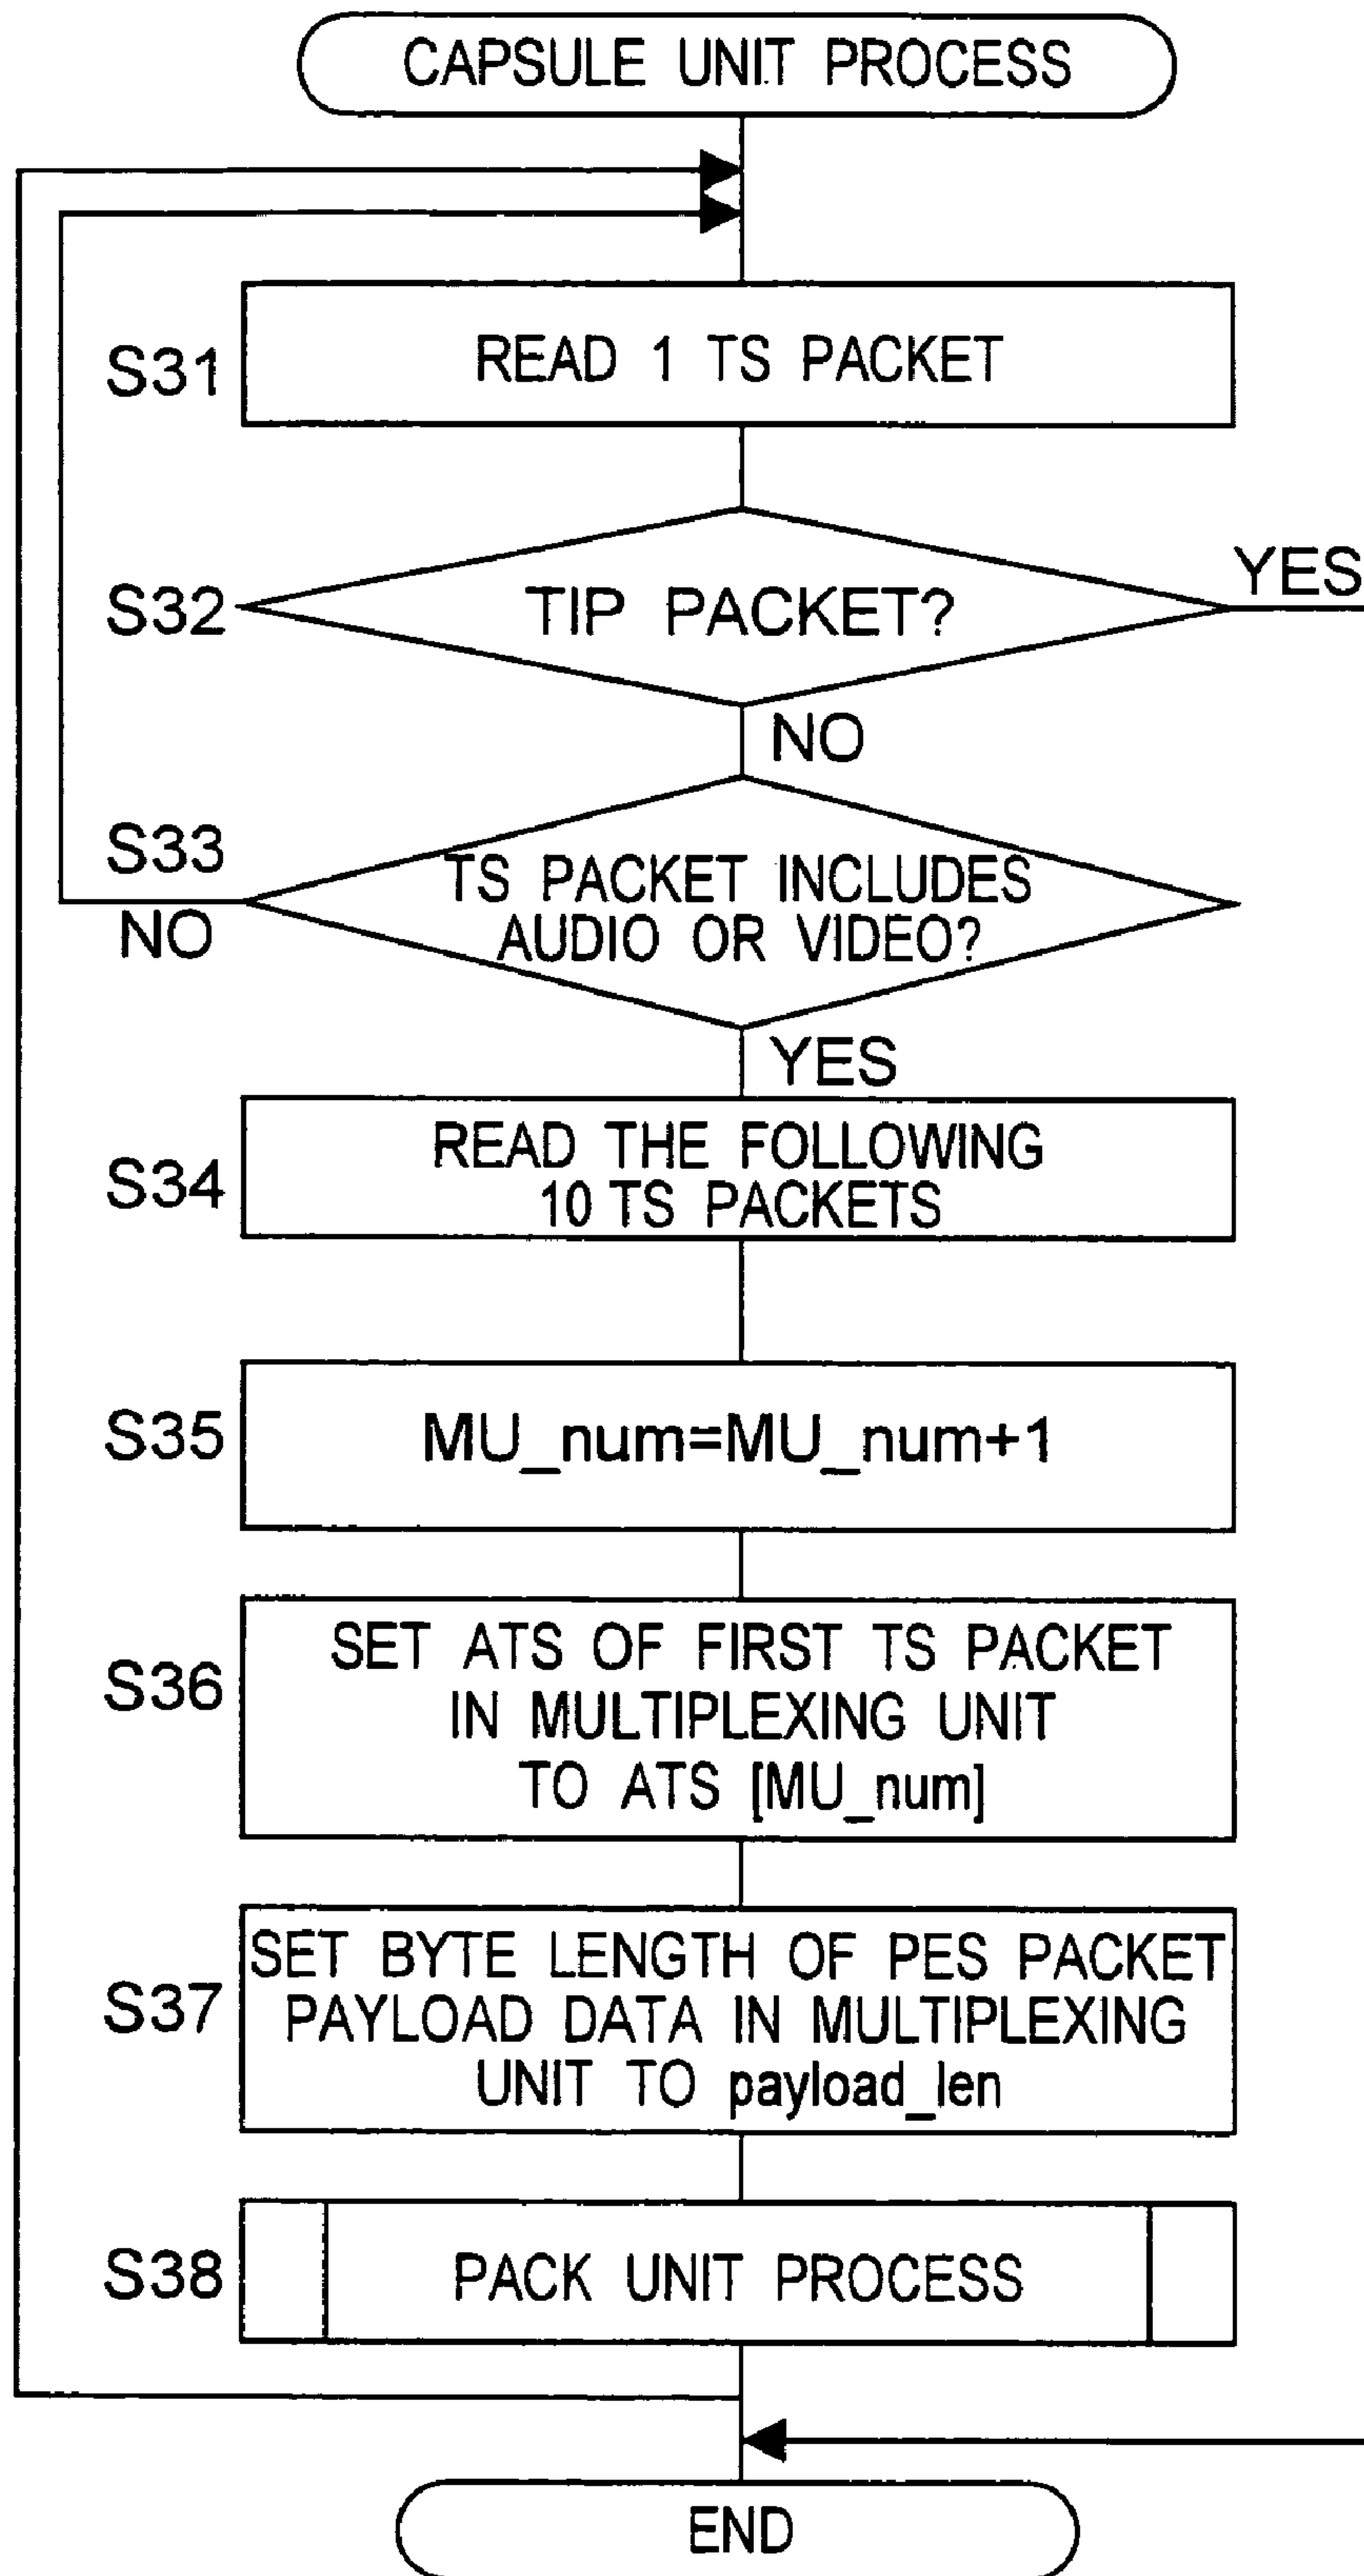 CAPSULE UNIT PROCESS
S31
READ 1 TS PACKET
S32
TIP PACKET?
YES
NO
S33
TS PACKET INCLUDES
AUDIO OR VIDEO?
NO
YES
S34
READ THE FOLLOWING
10 TS PACKETS
S35
MU_num=MU_num+1
S36
SET ATS OF FIRST TS PACKET
IN MULTIPLEXING UNIT
TO ATS [MU_num]
S37
SET BYTE LENGTH OF PES PACKET
PAYLOAD DATA IN MULTIPLEXING
UNIT TO payload_len
S38
PACK UNIT PROCESS
END